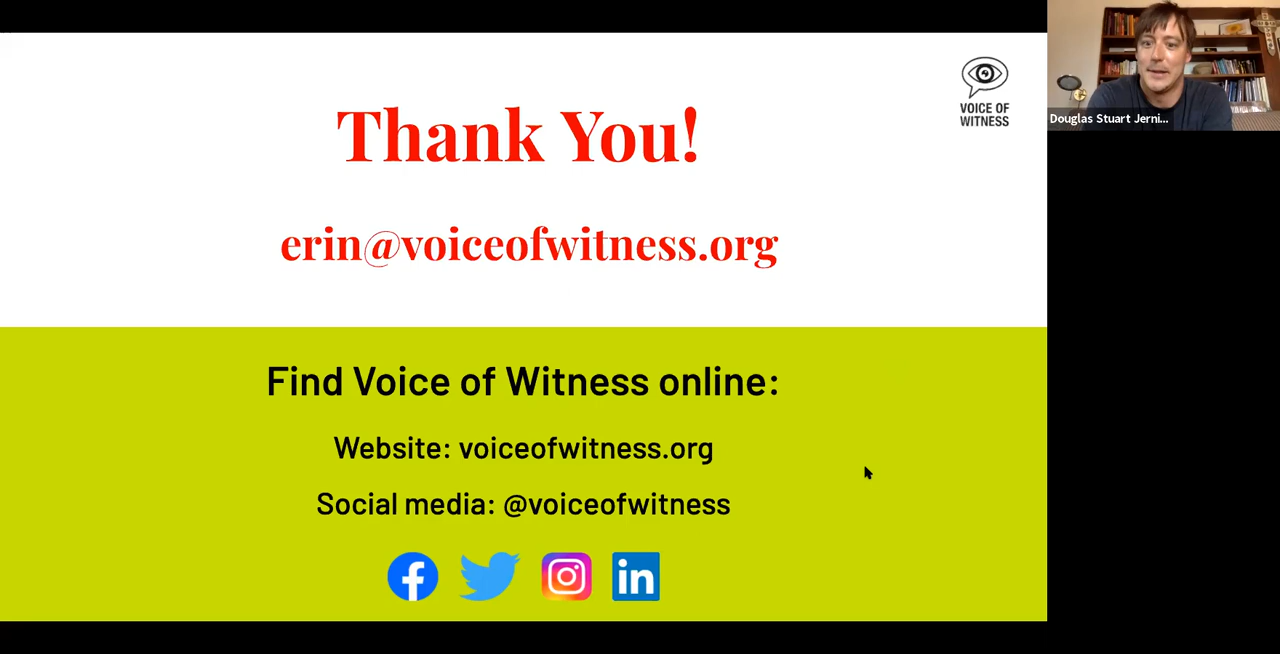 Thank You!
erin@voiceofwitness.org
VOICE OF
WITNESS
Douglas Stuart Jerni...
Find Voice of Witness online:
Website: voiceofwitness.org
Social media: @voiceofwitness